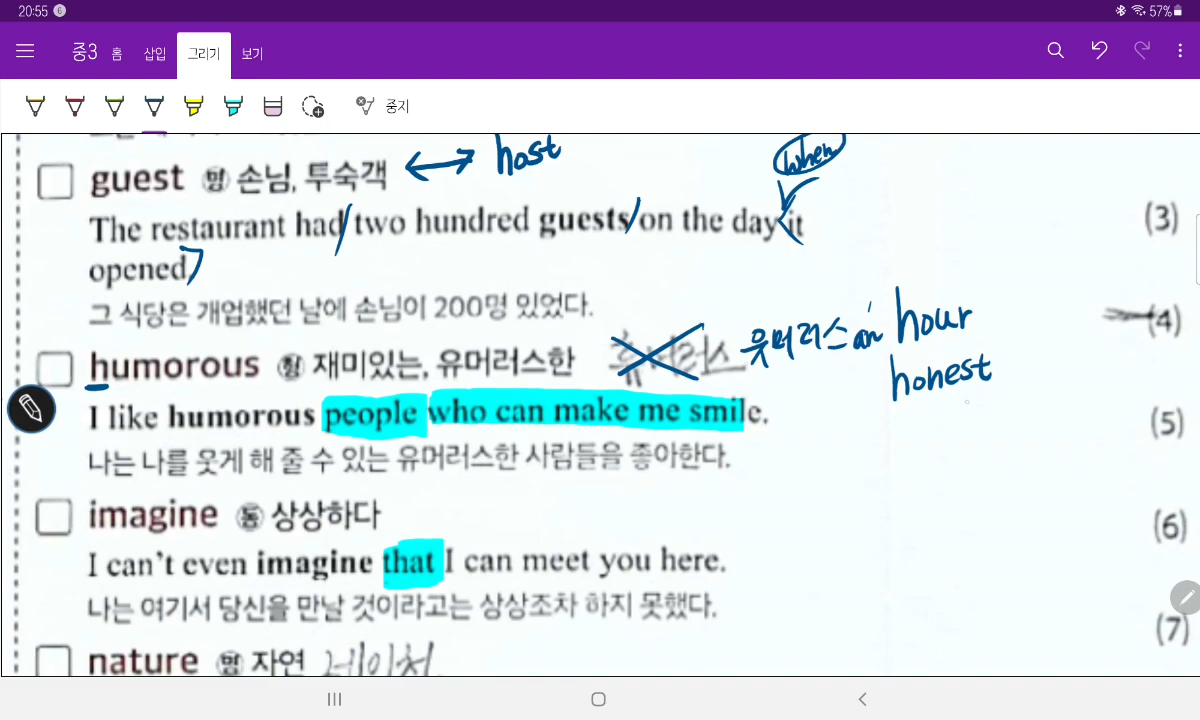 20:55 6 57%
중3 홈 삽입 그리기 보기
중지
guest 명 손님, 투숙객 ↔ host
when
The restaurant had/ two hundred guests/ on the day it (3)
opened
그 식당은 개업했던 날에 손님이 200명 있었다.
(4)
humorous 형 재미있는, 유머러스한 휴머러스 유머러스 an hour
honest
I like humorous people who can make me smile. (5)
나는 나를 웃게 해 줄 수 있는 유머러스한 사람들을 좋아한다.
imagine 동 상상하다 (6)
I can't even imagine that I can meet you here.
나는 여기서 당신을 만날 것이라고는 상상조차 하지 못했다.
(7)
nature 명 자연 네이처